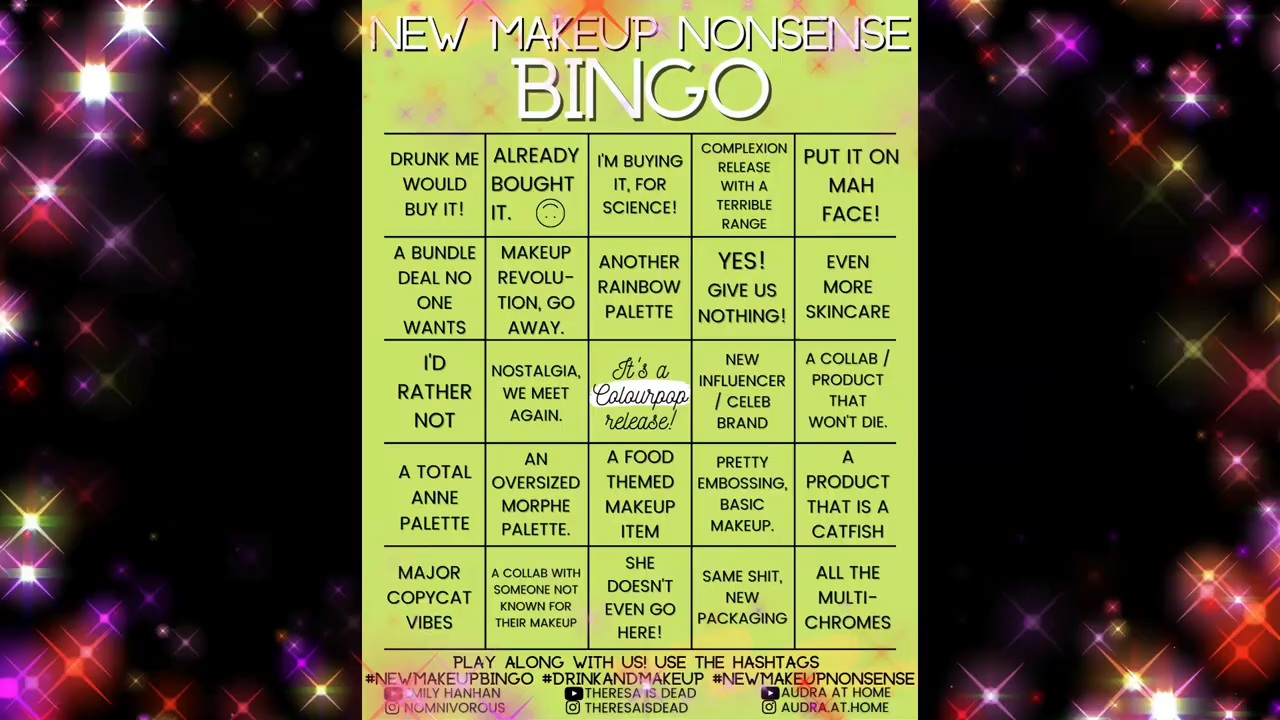 NEW MAKEUP NONSENSE
BINGO
DRUNK ME
WOULD
BUY IT!
ALREADY
BOUGHT
IT.
I'M BUYING
IT, FOR
SCIENCE!
COMPLEXION
RELEASE
WITH A
TERRIBLE
RANGE
PUT IT ON
MAH
FACE!
A BUNDLE
DEAL NO
ONE
WANTS
MAKEUP
REVOLU-
TION, GO
AWAY.
ANOTHER
RAINBOW
PALETTE
YES!
GIVE US
NOTHING!
EVEN
MORE
SKINCARE
I'D
RATHER
NOT
NOSTALGIA,
WE MEET
AGAIN.
It's a
Colourpop
release!
NEW
INFLUENCER
/ CELEB
BRAND
A COLLAB /
PRODUCT
THAT
WON'T DIE.
A TOTAL
ANNE
PALETTE
AN
OVERSIZED
MORPHE
PALETTE.
A FOOD
THEMED
MAKEUP
ITEM
PRETTY
EMBOSSING,
BASIC
MAKEUP.
A
PRODUCT
THAT IS A
CATFISH
MAJOR
COPYCAT
VIBES
A COLLAB WITH
SOMEONE NOT
KNOWN FOR
THEIR MAKEUP
SHE
DOESN'T
EVEN GO
HERE!
SAME SHIT,
NEW
PACKAGING
ALL THE
MULTI-
CHROMES
PLAY ALONG WITH US! USE THE HASHTAGS
#NEWMAKEUPBINGO #DRINKANDMAKEUP #NEWMAKEUPNONSENSE
EMILY HANHAN THERESA IS DEAD AUDRA AT HOME
NOMNIVOROUS THERESAISDEAD AUDRA.AT.HOME